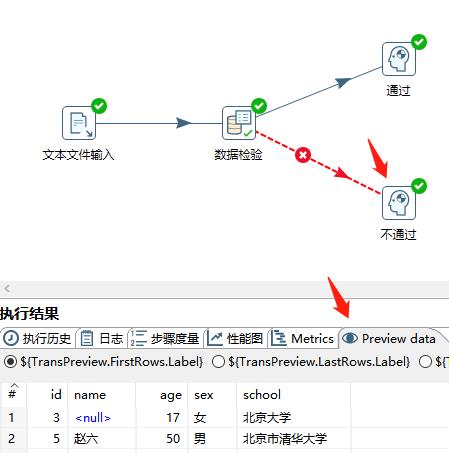 通过
文本文件输入
数据检验
不通过
执行结果
执行历史 日志 步骤度量 性能图 Metrics Preview data
${TransPreview.FirstRows.Label} ${TransPreview.LastRows.Label}
# id name age sex school
1 3 <null> 17 女 北京大学
2 5 赵六 50 男 北京市清华大学